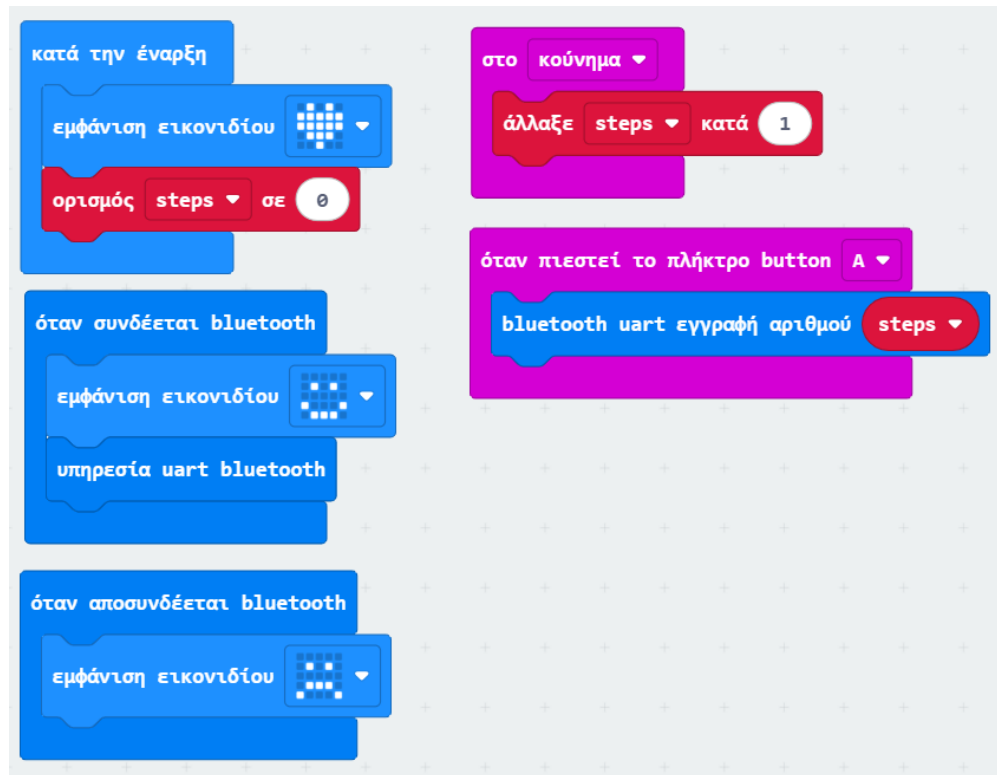 κατά την έναρξη
εμφάνιση εικονιδίου
ορισμός steps σε 0
όταν συνδέεται bluetooth
εμφάνιση εικονιδίου
υπηρεσία uart bluetooth
όταν αποσυνδέεται bluetooth
εμφάνιση εικονιδίου
στο κούνημα
άλλαξε steps κατά 1
όταν πιεστεί το πλήκτρο button A
bluetooth uart εγγραφή αριθμού steps